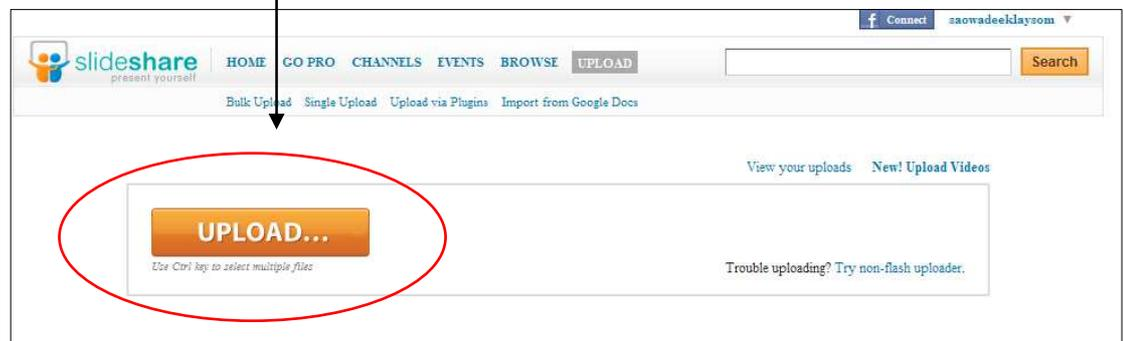 f Connect saowadeeklaysom ▼
slideshare
present yourself
HOME GO PRO CHANNELS EVENTS BROWSE UPLOAD
Search
Bulk Upload Single Upload Upload via Plugins Import from Google Docs
View your uploads New! Upload Videos
UPLOAD...
Use Ctrl key to select multiple files
Trouble uploading? Try non-flash uploader.